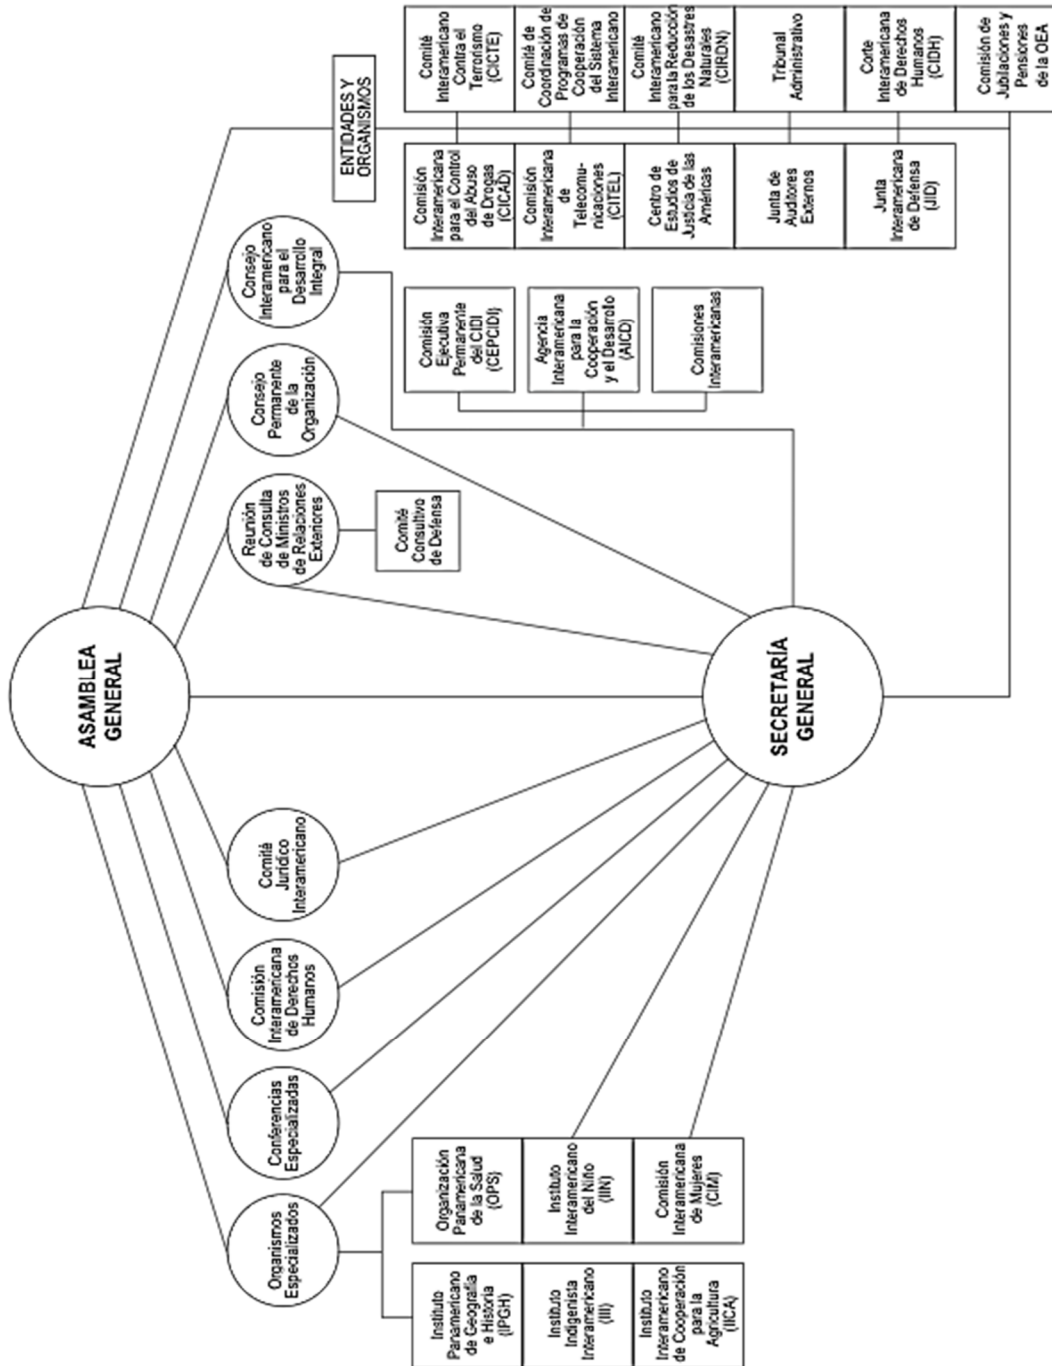 ASAMBLEA
GENERAL
Organismos
Especializados
Conferencias
Especializadas
Comisión
Interamericana
de Derechos
Humanos
Comité
Jurídico
Interamericano
Reunión
de Consulta
de Ministros
de Relaciones
Exteriores
Consejo
Permanente
de la
Organización
Consejo
Interamericano
para el
Desarrollo
Integral
ENTIDADES Y
ORGANISMOS
Comité
Consultivo
de Defensa
Instituto
Panamericano
de Geografía
e Historia
(IPGH)
Organización
Panamericana
de la Salud
(OPS)
Instituto
Indigenista
Interamericano
(III)
Instituto
Interamericano
del Niño
(IIN)
Instituto
Interamericano
de Cooperación
para la
Agricultura
(IICA)
Comisión
Interamericana
de Mujeres
(CIM)
Comisión
Ejecutiva
Permanente
del CIDI
(CEPCIDI)
Agencia
Interamericana
para la
Cooperación
y el Desarrollo
(AICD)
Comisiones
Interamericanas
Comisión
Interamericana
para el Control
del Abuso
de Drogas
(CICAD)
Comité
Interamericano
Contra el
Terrorismo
(CICTE)
Comisión
Interamericana
de
Telecomu-
nicaciones
(CITEL)
Comité de
Coordinación de
Programas de
Cooperación
del Sistema
Interamericano
Centro de
Estudios de
Justicia de las
Américas
Comité
Interamericano
para la Reducción
de los Desastres
Naturales
(CIRDN)
Junta de
Auditores
Externos
Tribunal
Administrativo
Junta
Interamericana
de Defensa
(JID)
Corte
Interamericana
de Derechos
Humanos
(CIDH)
Comisión de
Jubilaciones y
Pensiones
de la OEA
SECRETARÍA
GENERAL